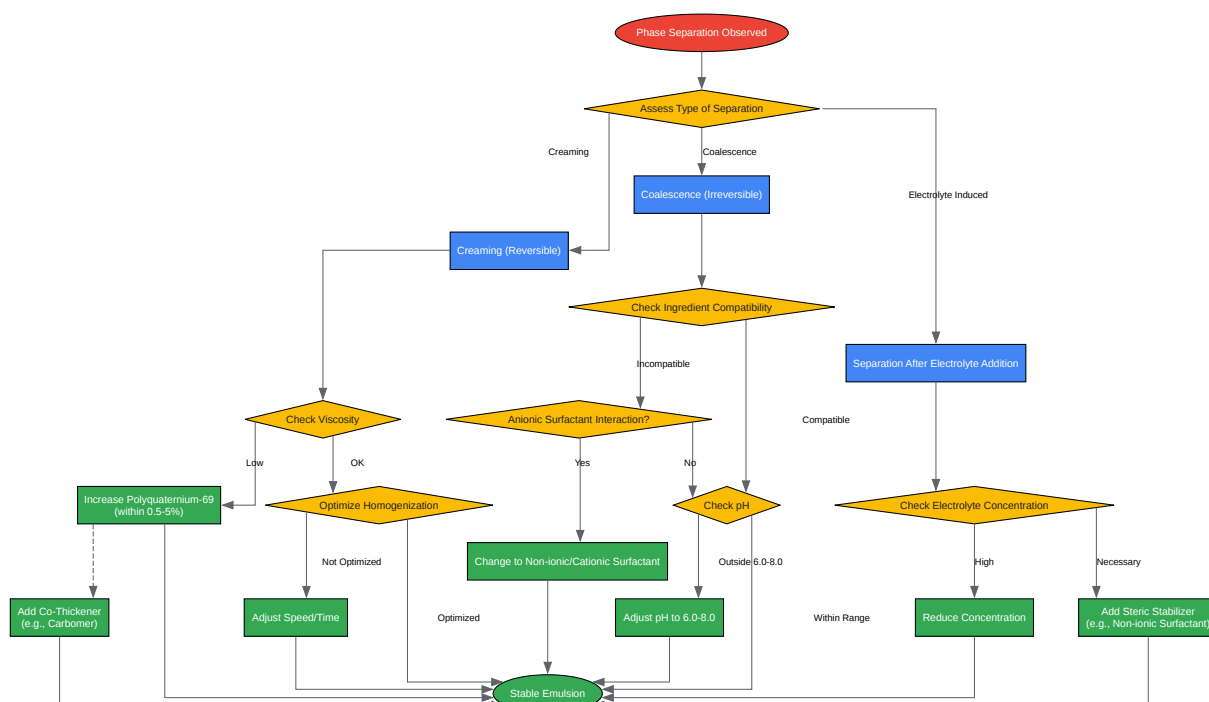 Phase Separation Observed
Assess Type of Separation
Creaming
Coalescence
Coalescence (Irreversible)
Electrolyte Induced
Creaming (Reversible)
Check Ingredient Compatibility
Separation After Electrolyte Addition
Incompatible
Check Viscosity
Anionic Surfactant Interaction?
Compatible
Low
OK
Yes
No
Increase Polyquaternium-69
(within 0.5-5%)
Optimize Homogenization
Check pH
Check Electrolyte Concentration
Not Optimized
Change to Non-ionic/Cationic Surfactant
Outside 6.0-8.0
High
Necessary
Add Co-Thickener
(e.g., Carbomer)
Adjust Speed/Time
Optimized
Adjust pH to 6.0-8.0
Within Range
Reduce Concentration
Add Steric Stabilizer
(e.g., Non-ionic Surfactant)
Stable Emulsion